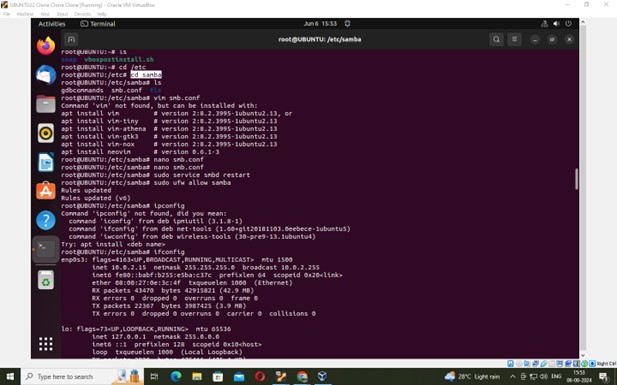 UBUNTU22 Clone Clone Clone [Running] - Oracle VM VirtualBox
File Machine View Input Devices Help
Activities Terminal Jun 6 15:53
root@UBUNTU: /etc/samba
root@UBUNTU:~# ls
snap vboxpostinstall.sh
root@UBUNTU:~# cd /etc
root@UBUNTU:/etc# cd samba
root@UBUNTU:/etc/samba# ls
gdbcommands smb.conf tls
root@UBUNTU:/etc/samba# vim smb.conf
Command 'vim' not found, but can be installed with:
apt install vim # version 2:8.2.3995-1ubuntu2.13, or
apt install vim-tiny # version 2:8.2.3995-1ubuntu2.13
apt install vim-athena # version 2:8.2.3995-1ubuntu2.13
apt install vim-gtk3 # version 2:8.2.3995-1ubuntu2.13
apt install vim-nox # version 2:8.2.3995-1ubuntu2.13
apt install neovim # version 0.6.1-3
root@UBUNTU:/etc/samba# nano smb.conf
root@UBUNTU:/etc/samba# nano smb.conf
root@UBUNTU:/etc/samba# sudo service smbd restart
root@UBUNTU:/etc/samba# sudo ufw allow samba
Rules updated
Rules updated (v6)
root@UBUNTU:/etc/samba# ipconfig
Command 'ipconfig' not found, did you mean:
command 'iconfig' from deb ipmiutil (3.1.8-1)
command 'ifconfig' from deb net-tools (1.60+git20181103.0eebece-1ubuntu5)
command 'iwconfig' from deb wireless-tools (30~pre9-13.1ubuntu4)
Try: apt install <deb name>
root@UBUNTU:/etc/samba# ifconfig
enp0s3: flags=4163<UP,BROADCAST,RUNNING,MULTICAST> mtu 1500
inet 10.0.2.15 netmask 255.255.255.0 broadcast 10.0.2.255
inet6 fe80::babf:b255:e5ba:c37c prefixlen 64 scopeid 0x20<link>
ether 08:00:27:0e:3c:4f txqueuelen 1000 (Ethernet)
RX packets 43470 bytes 42915821 (42.9 MB)
RX errors 0 dropped 0 overruns 0 frame 0
TX packets 22367 bytes 3987425 (3.9 MB)
TX errors 0 dropped 0 overruns 0 carrier 0 collisions 0
lo: flags=73<UP,LOOPBACK,RUNNING> mtu 65536
inet 127.0.0.1 netmask 255.0.0.0
inet6 ::1 prefixlen 128 scopeid 0x10<host>
loop txqueuelen 1000 (Local Loopback)
Right Ctrl
Type here to search
28°C Light rain
ENG
15:53
06-06-2024